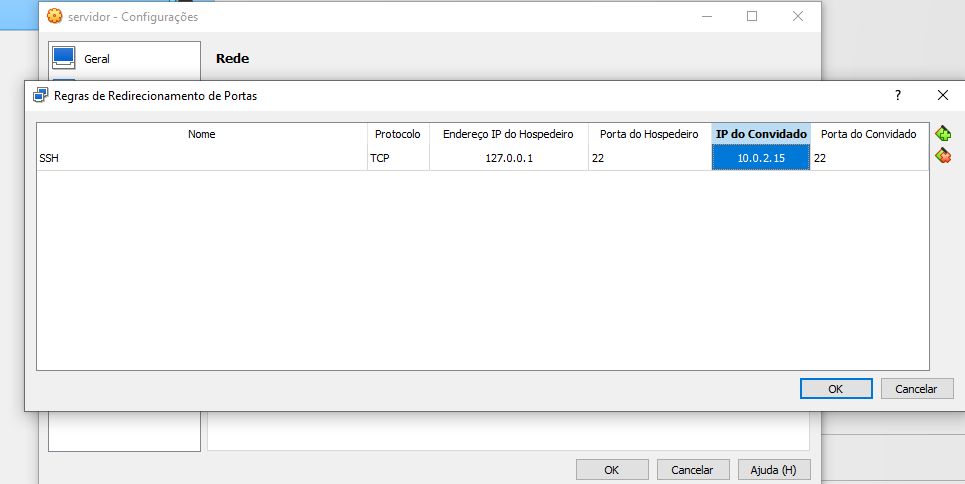 servidor - Configurações
Geral
Rede
Regras de Redirecionamento de Portas
?
Nome Protocolo Endereço IP do Hospedeiro Porta do Hospedeiro IP do Convidado Porta do Convidado
SSH TCP 127.0.0.1 22 10.0.2.15 22
OK Cancelar
OK Cancelar Ajuda (H)